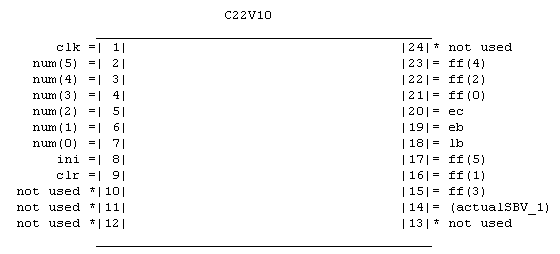 C22V10
clk =| 1| |24|* not used
num(5) =| 2| |23|= ff(4)
num(4) =| 3| |22|= ff(2)
num(3) =| 4| |21|= ff(0)
num(2) =| 5| |20|= ec
num(1) =| 6| |19|= eb
num(0) =| 7| |18|= lb
ini =| 8| |17|= ff(5)
clr =| 9| |16|= ff(1)
not used *|10| |15|= ff(3)
not used *|11| |14|= (actualSBV_1)
not used *|12| |13|* not used